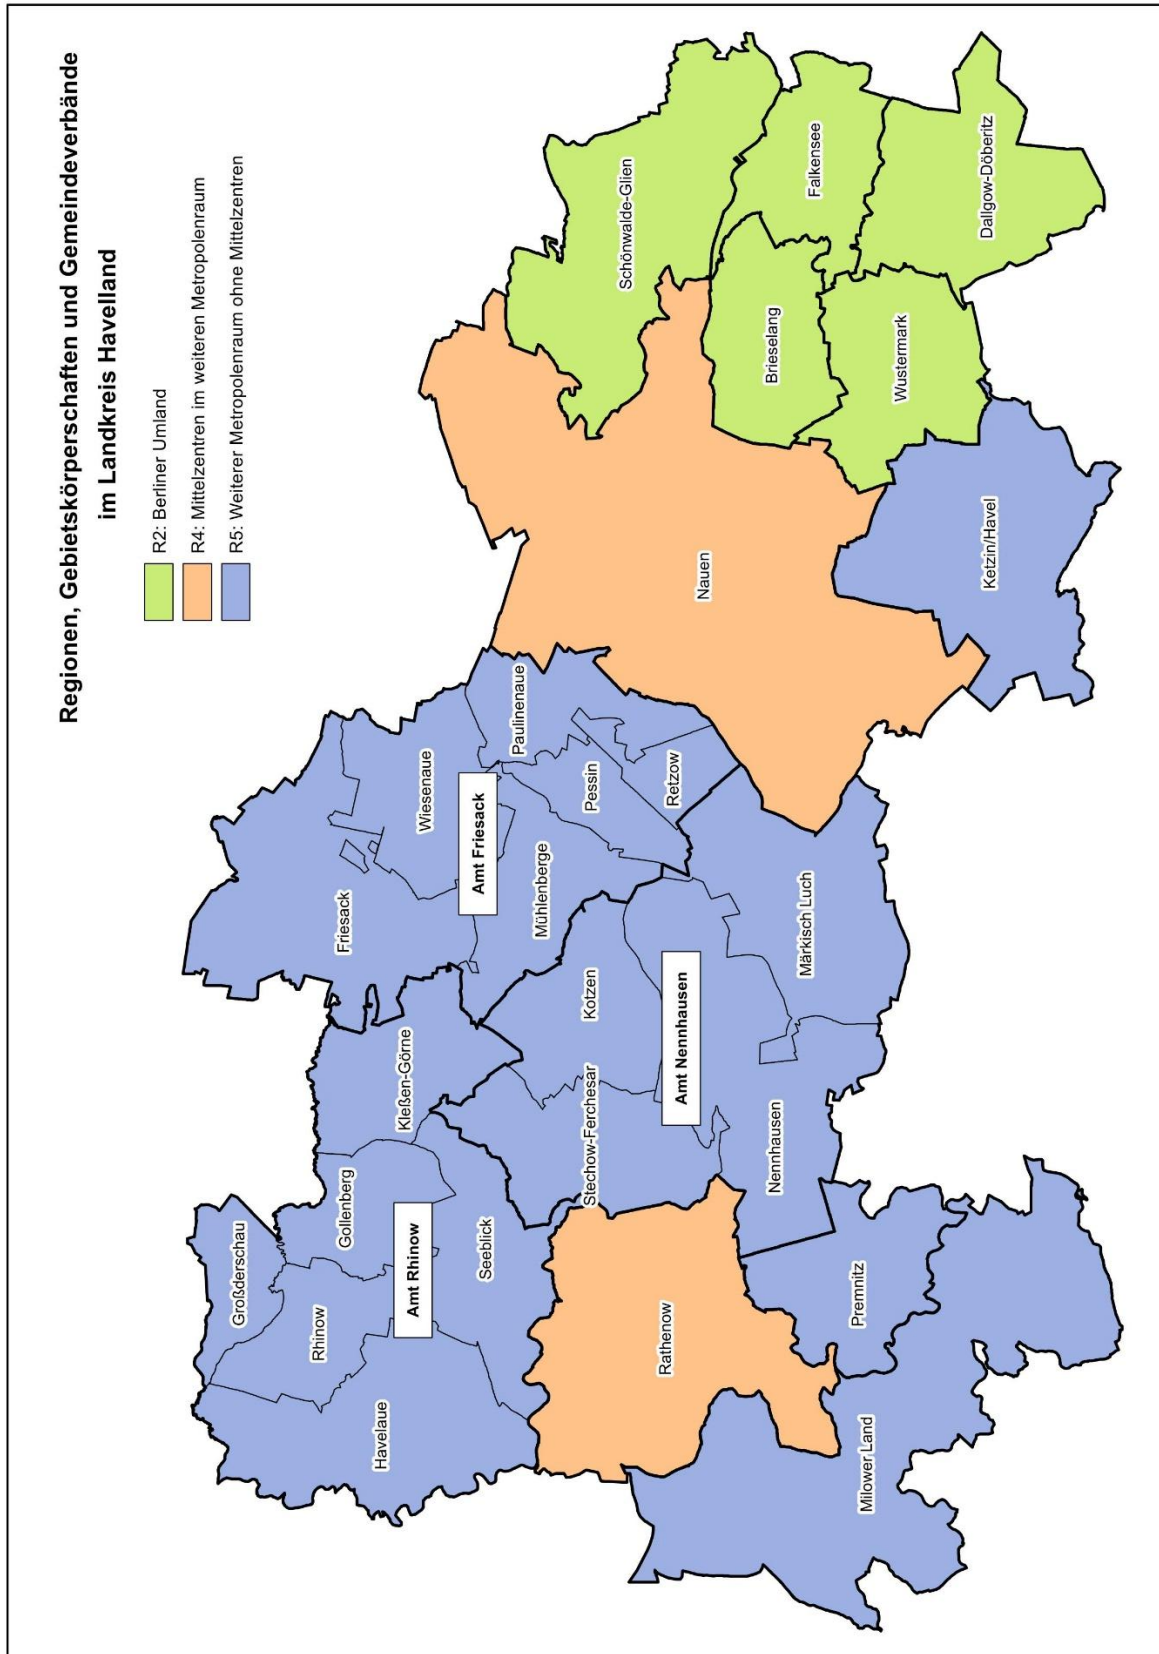 Regionen, Gebietskörperschaften und Gemeindeverbände
im Landkreis Havelland
R2: Berliner Umland
R4: Mittelzentren im weiteren Metropolenraum
R5: Weiterer Metropolenraum ohne Mittelzentren
Großderschau
Rhinow
Gollenberg
Havelaue
Amt Rhinow
Kleßen-Görne
Seeblick
Friesack
Wiesenaue
Amt Friesack
Paulinenaue
Mühlenberge
Pessin
Retzow
Kotzen
Stechow-Ferchesar
Amt Nennhausen
Nennhausen
Märkisch Luch
Rathenow
Premnitz
Milower Land
Nauen
Schönwalde-Glien
Brieselang
Falkensee
Wustermark
Dallgow-Döberitz
Ketzin/Havel